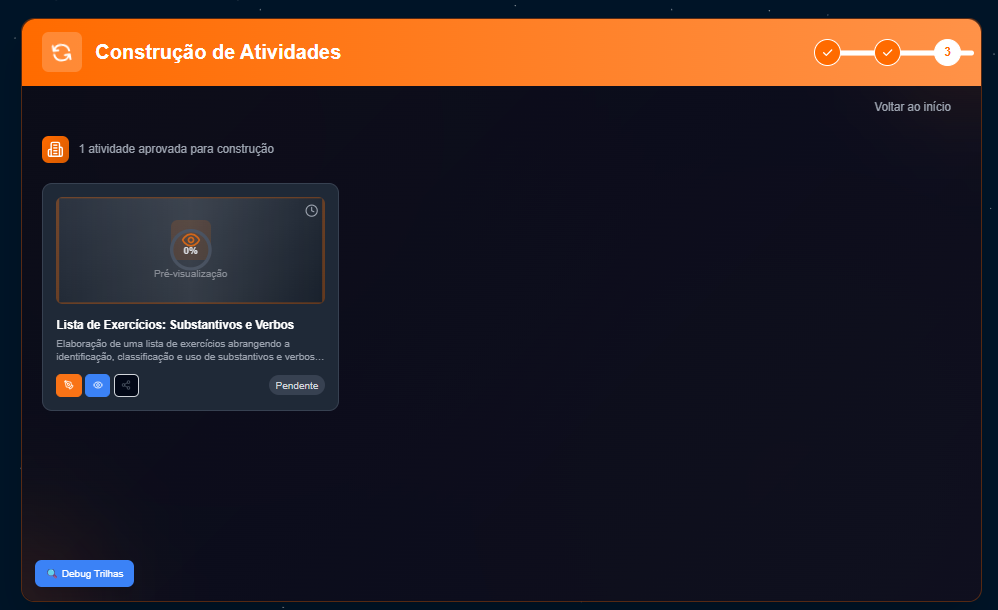 Construção de Atividades
3
Voltar ao início
1 atividade aprovada para construção
0%
Pré-visualização
Lista de Exercícios: Substantivos e Verbos
Elaboração de uma lista de exercícios abrangendo a
identificação, classificação e uso de substantivos e verbos...
Pendente
Debug Trilhas